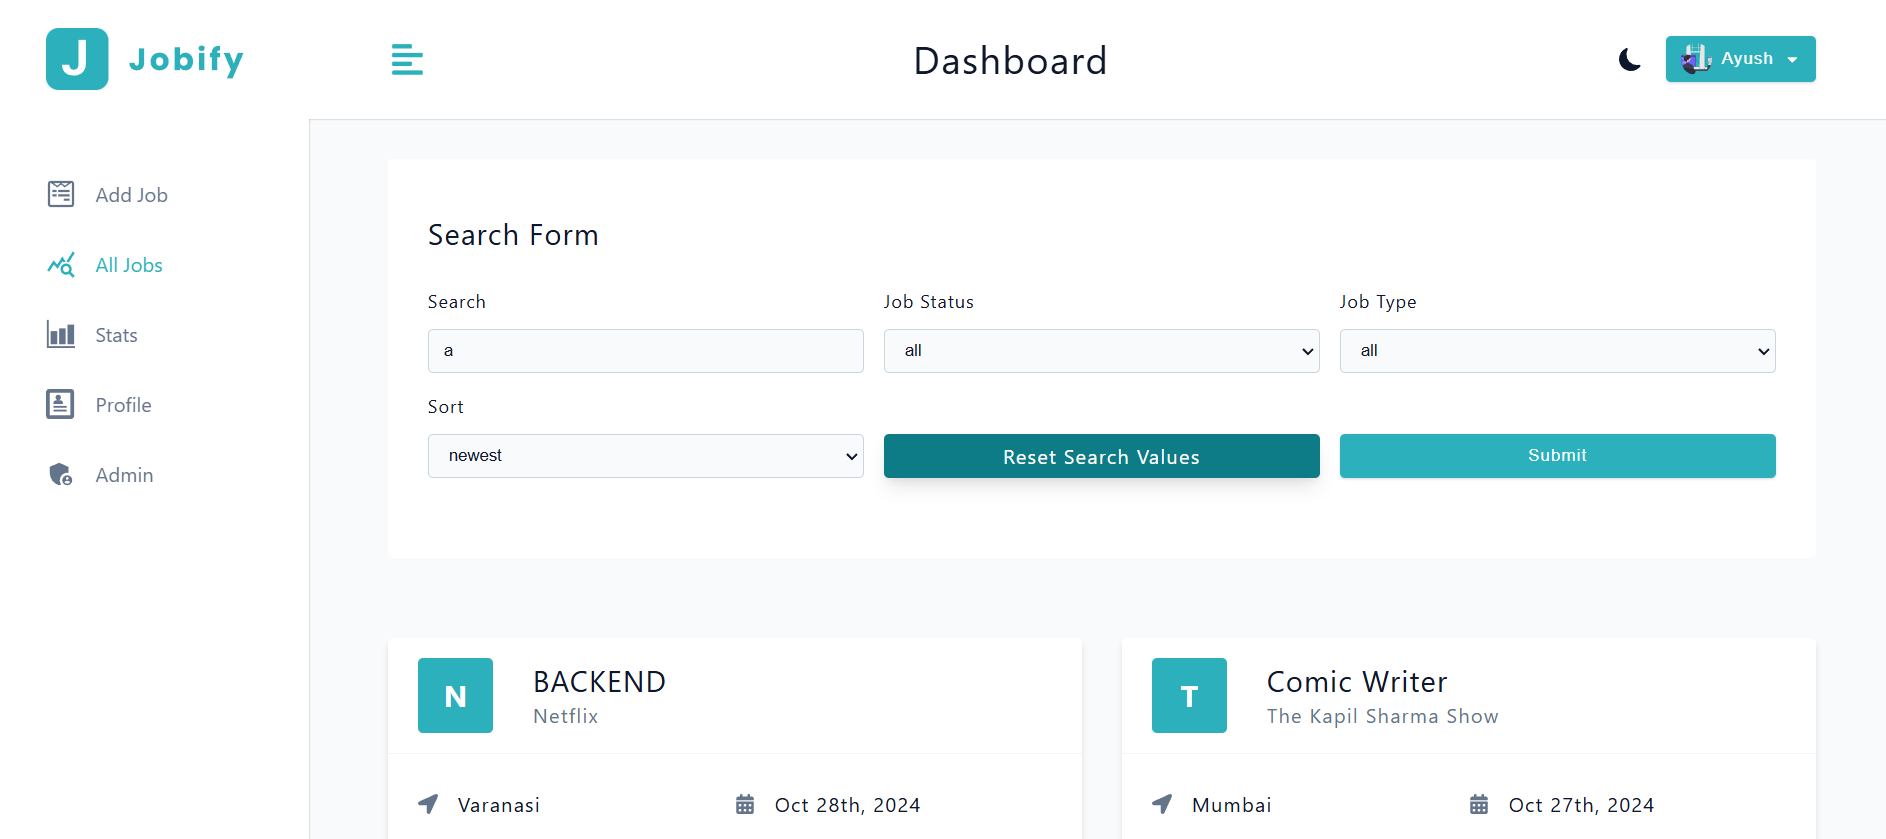 J Jobify
Dashboard
Ayush
Add Job
All Jobs
Stats
Profile
Admin
Search Form
Search
Job Status
Job Type
a
all
all
Sort
newest
Reset Search Values
Submit
N
BACKEND
Netflix
Varanasi
Oct 28th, 2024
T
Comic Writer
The Kapil Sharma Show
Mumbai
Oct 27th, 2024